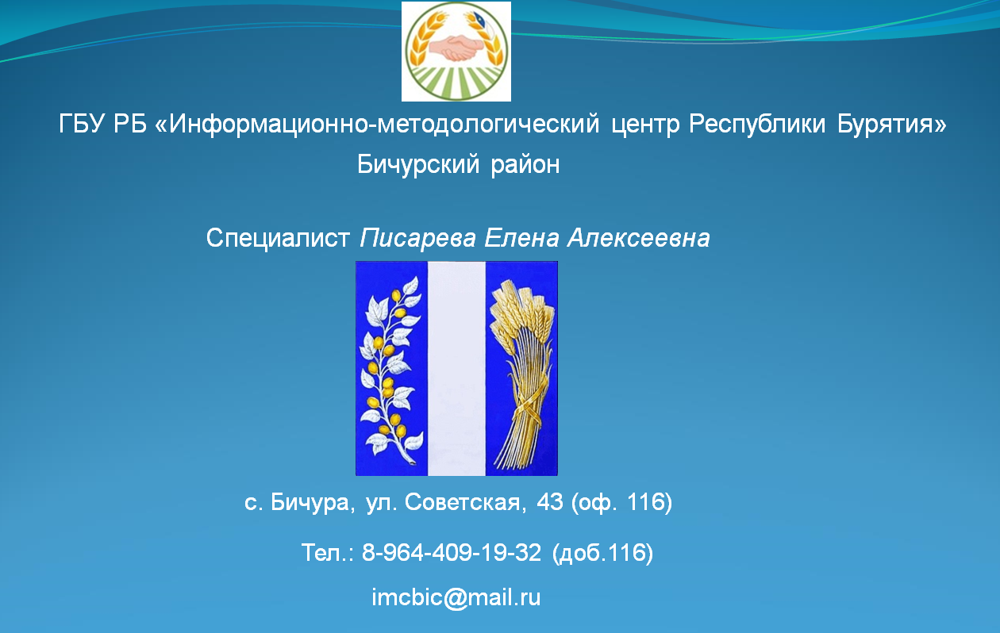 ГБУ РБ «Информационно-методологический центр Республики Бурятия»
Бичурский район
Специалист Писарева Елена Алексеевна
с. Бичура, ул. Советская, 43 (оф. 116)
Тел.: 8-964-409-19-32 (доб.116)
imcbic@mail.ru